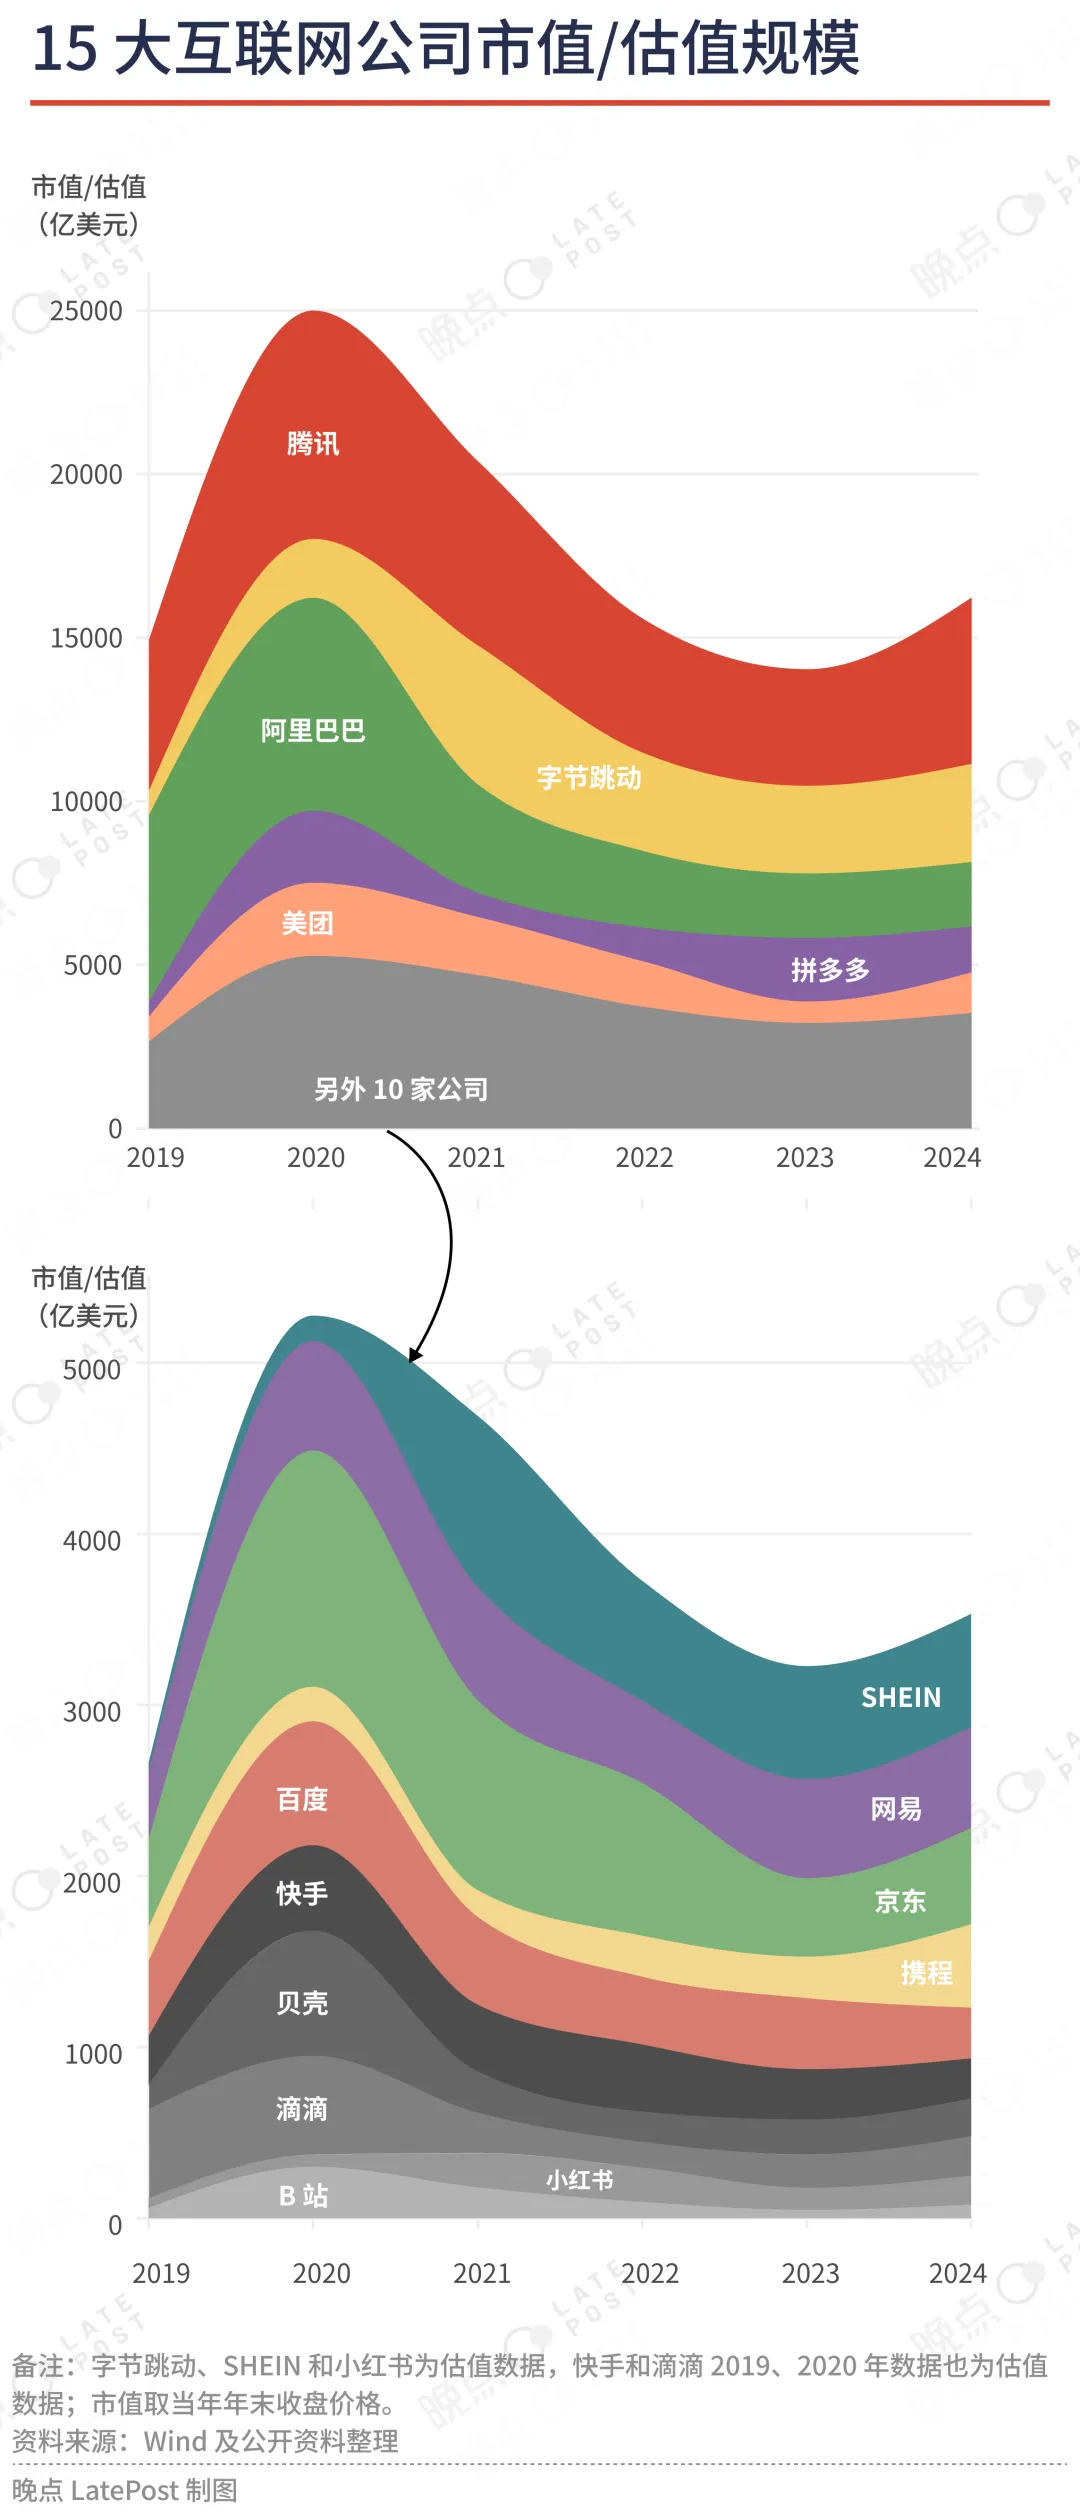 15 大互联网公司市值/估值规模
市值/估值
（亿美元）
25000
20000
15000
10000
5000
0
腾讯
阿里巴巴
字节跳动
美团
拼多多
另外 10 家公司
2019 2020 2021 2022 2023 2024
市值/估值
（亿美元）
5000
4000
3000
2000
1000
0
SHEIN
百度
网易
快手
京东
携程
贝壳
滴滴
小红书
B 站
2019 2020 2021 2022 2023 2024
备注：字节跳动、SHEIN 和小红书为估值数据，快手和滴滴 2019、2020 年数据也为估值
数据；市值取当年年末收盘价格。
资料来源：Wind 及公开资料整理
晚点 LatePost 制图
晚点 LATE POST